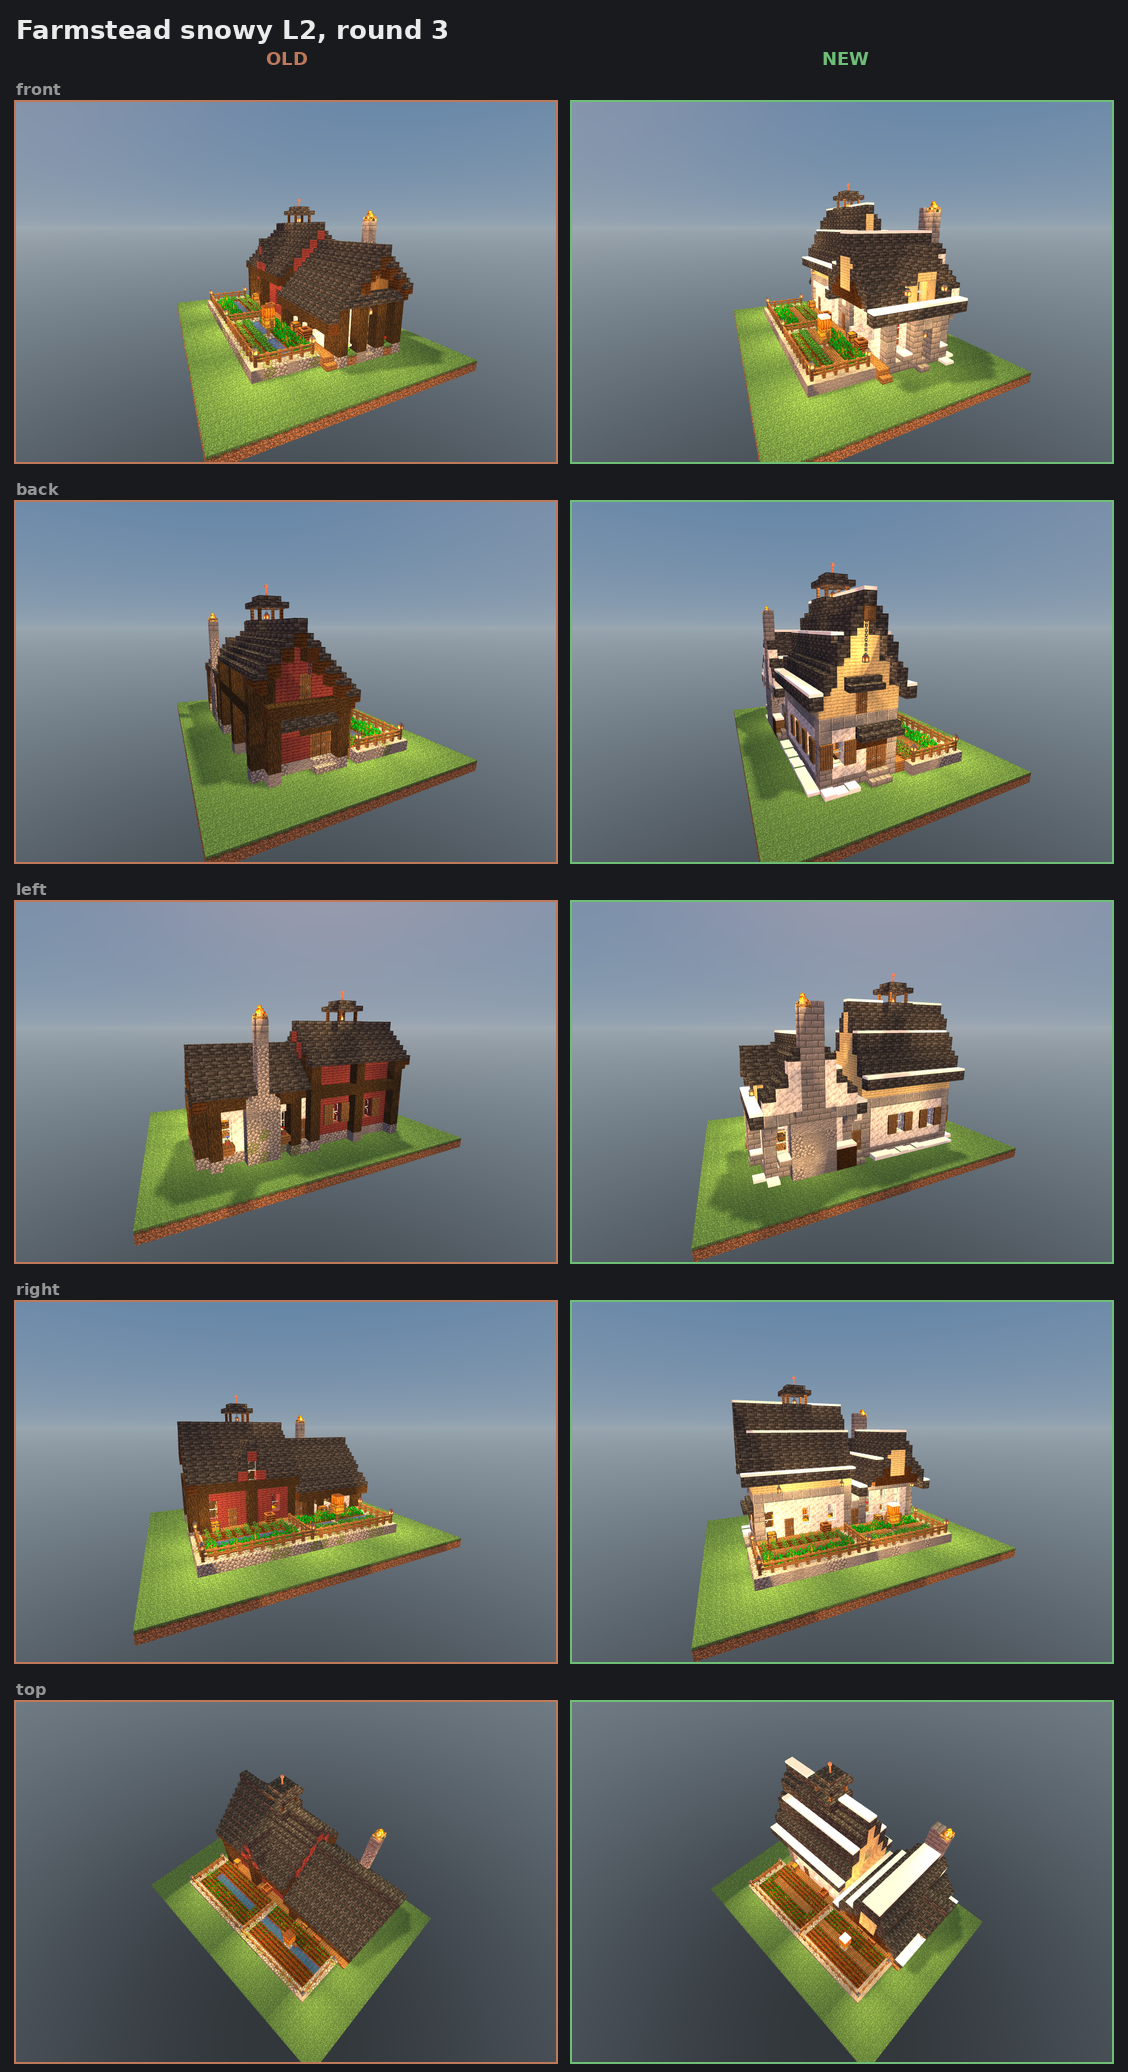 Farmstead snowy L2, round 3
OLD
NEW
front
back
left
right
top